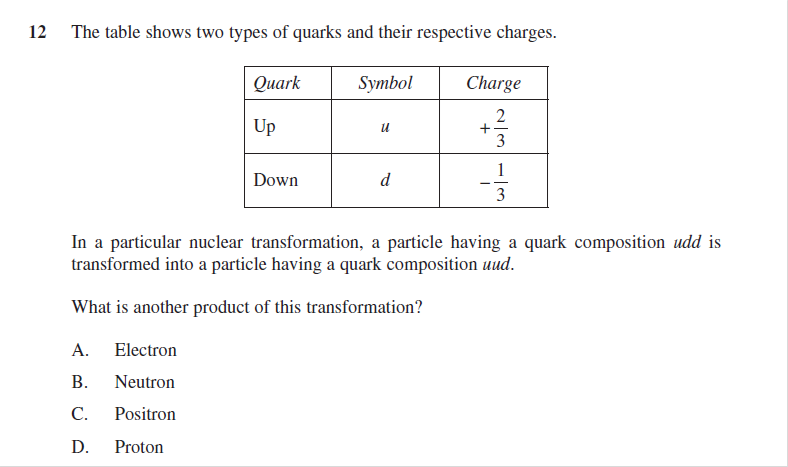 12 The table shows two types of quarks and their respective charges.
Quark Symbol Charge
Up u +2/3
Down d −1/3
In a particular nuclear transformation, a particle having a quark composition udd is
transformed into a particle having a quark composition uud.
What is another product of this transformation?
A. Electron
B. Neutron
C. Positron
D. Proton